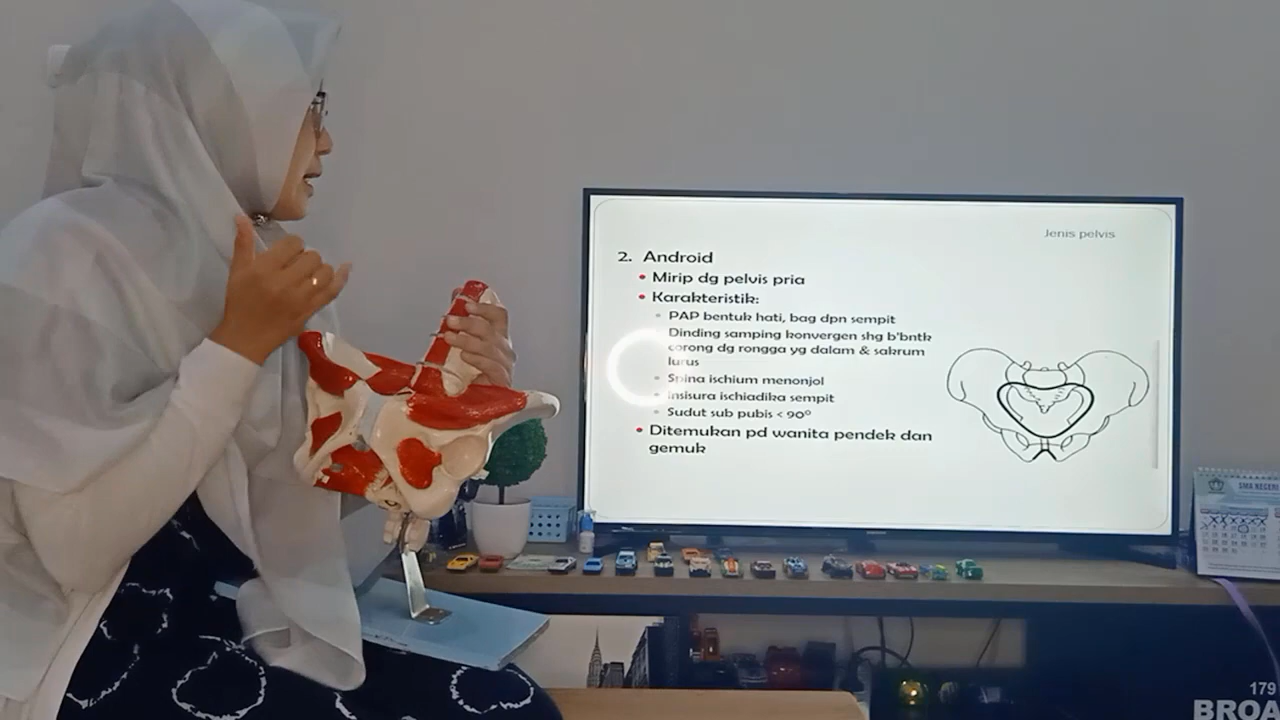 Jenis pelvis
2. Android
Mirip dg pelvis pria
Karakteristik:
PAP bentuk hati, bag dpn sempit
Dinding samping konvergen shg b'bntk
corong dg rongga yg dalam & sakrum
lurus
Spina ischium menonjol
Insisura ischiadika sempit
Sudut sub pubis < 90°
Ditemukan pd wanita pendek dan
gemuk
SMA NEGERI
179
BROA